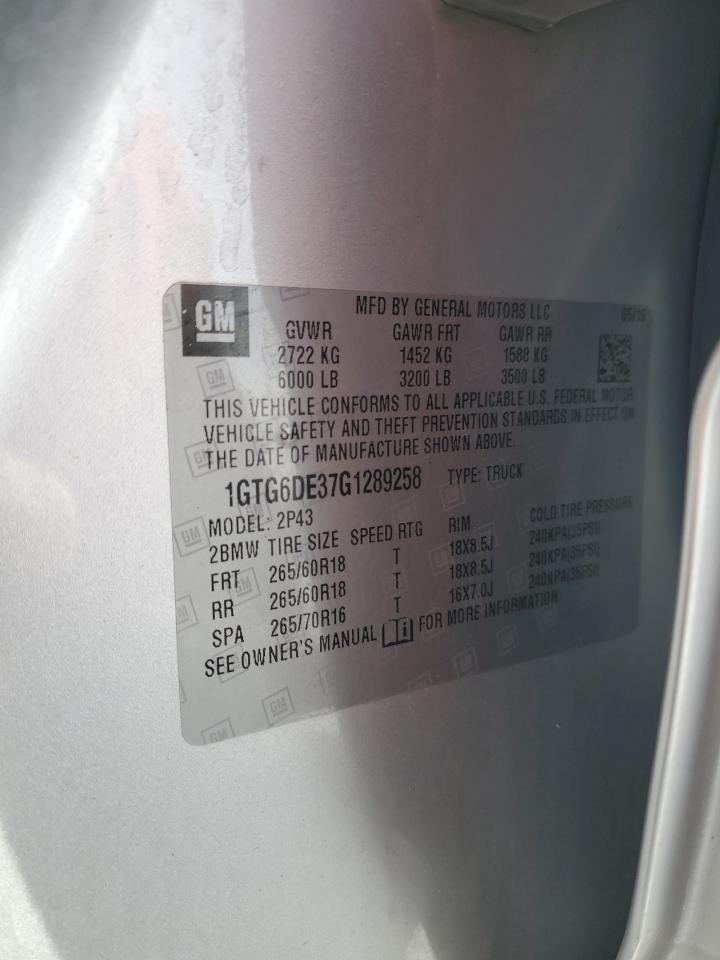 GM
MFD BY GENERAL MOTORS LLC 05/16
GVWR GAWR FRT GAWR RR
2722 KG 1452 KG 1588 KG
6000 LB 3200 LB 3500 LB
THIS VEHICLE CONFORMS TO ALL APPLICABLE U.S. FEDERAL MOTOR
VEHICLE SAFETY AND THEFT PREVENTION STANDARDS IN EFFECT ON
THE DATE OF MANUFACTURE SHOWN ABOVE.
1GTG6DE37G1289258 TYPE: TRUCK
MODEL: 2P43
2BMW TIRE SIZE SPEED RTG RIM COLD TIRE PRESSURE
FRT 265/60R18 T 18X8.5J 240KPA(35PSI)
RR 265/60R18 T 18X8.5J 240KPA(35PSI)
SPA 265/70R16 T 16X7.0J 240KPA(35PSI)
SEE OWNER'S MANUAL FOR MORE INFORMATION